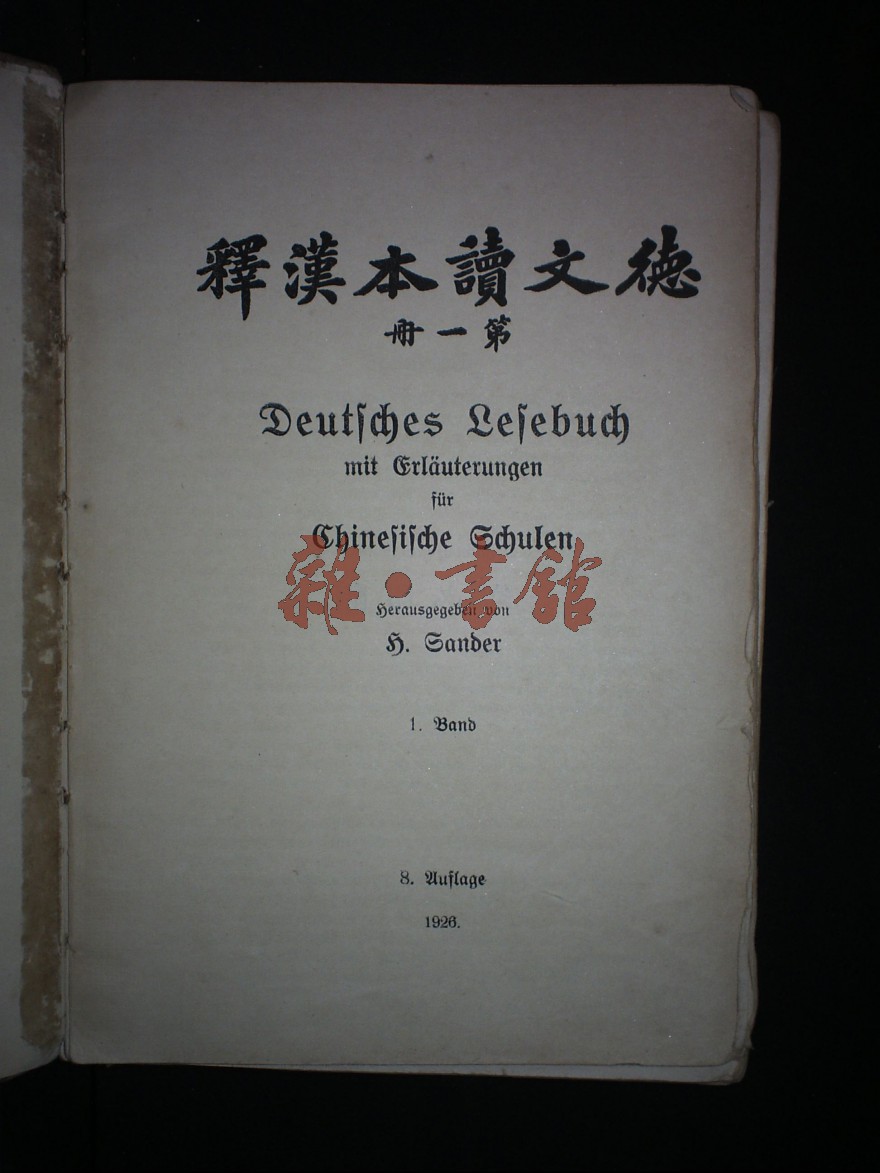 德文讀本漢釋
第一冊
Deutsches Lesebuch
mit Erläuterungen
für
Chinesische Schulen
雜·書館
Herausgegeben von
H. Sander
1. Band
8. Auflage
1926.